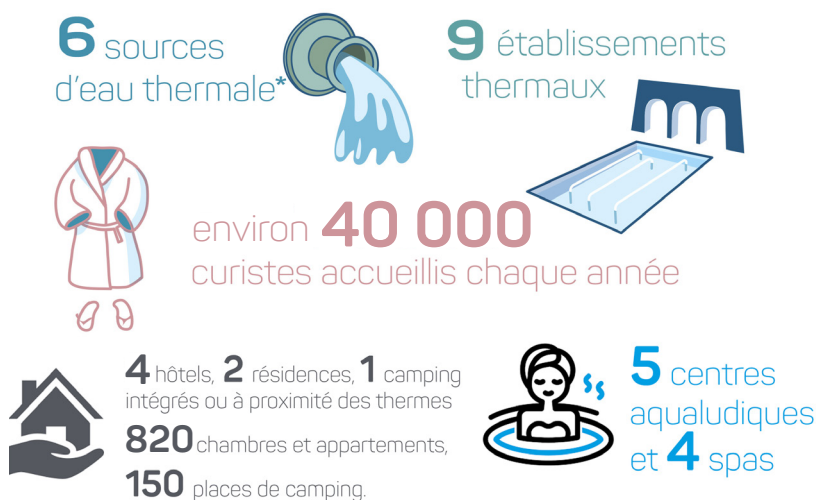 6 sources
d'eau thermale*
9 établissements
thermaux
environ 40 000
curistes accueillis chaque année
4 hôtels, 2 résidences, 1 camping
intégrés ou à proximité des thermes
820 chambres et appartements,
150 places de camping.
5 centres
aqualudiques
et 4 spas